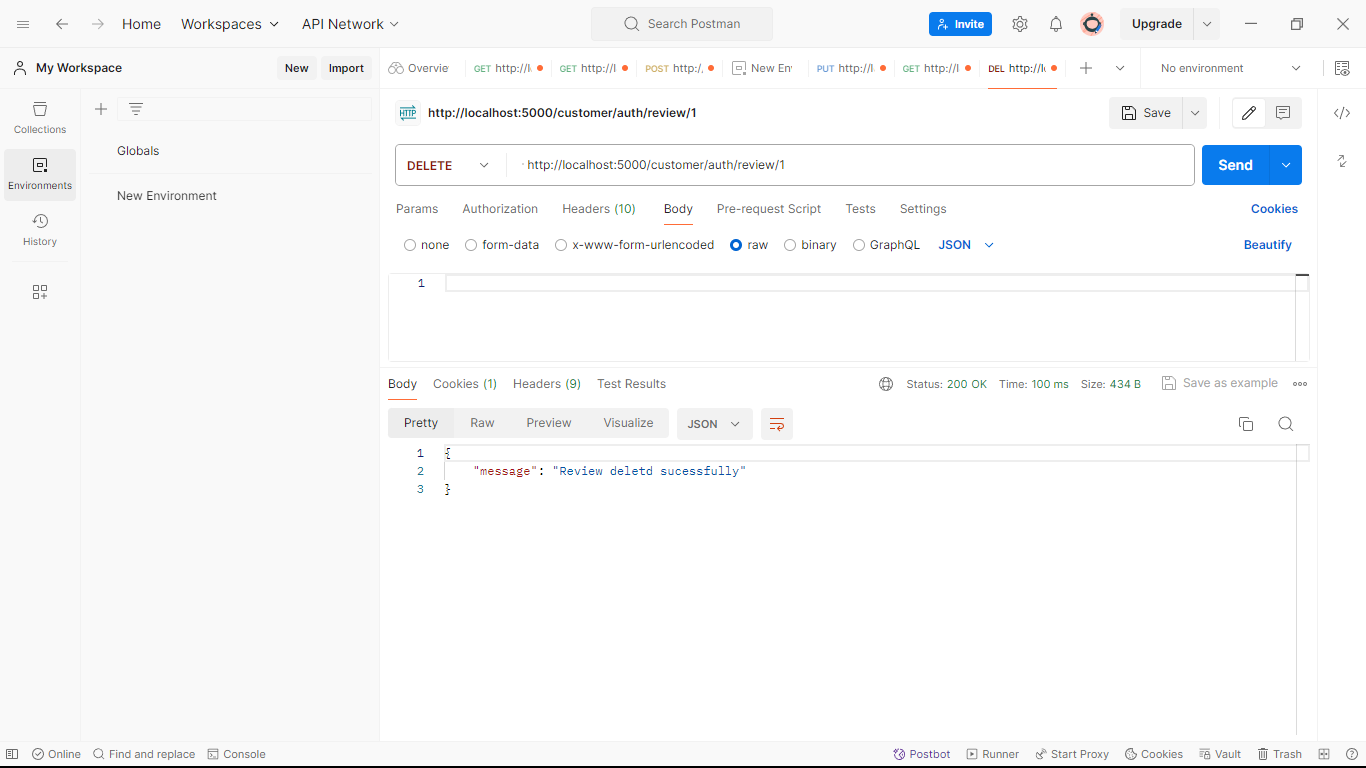 Home Workspaces API Network Search Postman Invite Upgrade
My Workspace New Import Overvie GET http://l GET http://l POST http:/, New En PUT http://l GET http://l DEL http://l No environment
Collections
Environments
History
Globals
New Environment
HTTP http://localhost:5000/customer/auth/review/1 Save
DELETE http://localhost:5000/customer/auth/review/1 Send
Params Authorization Headers (10) Body Pre-request Script Tests Settings Cookies
none form-data x-www-form-urlencoded raw binary GraphQL JSON Beautify
1
Body Cookies (1) Headers (9) Test Results Status: 200 OK Time: 100 ms Size: 434 B Save as example
Pretty Raw Preview Visualize JSON
1 {
2 "message": "Review deletd sucessfully"
3 }
Online Find and replace Console Postbot Runner Start Proxy Cookies Vault Trash